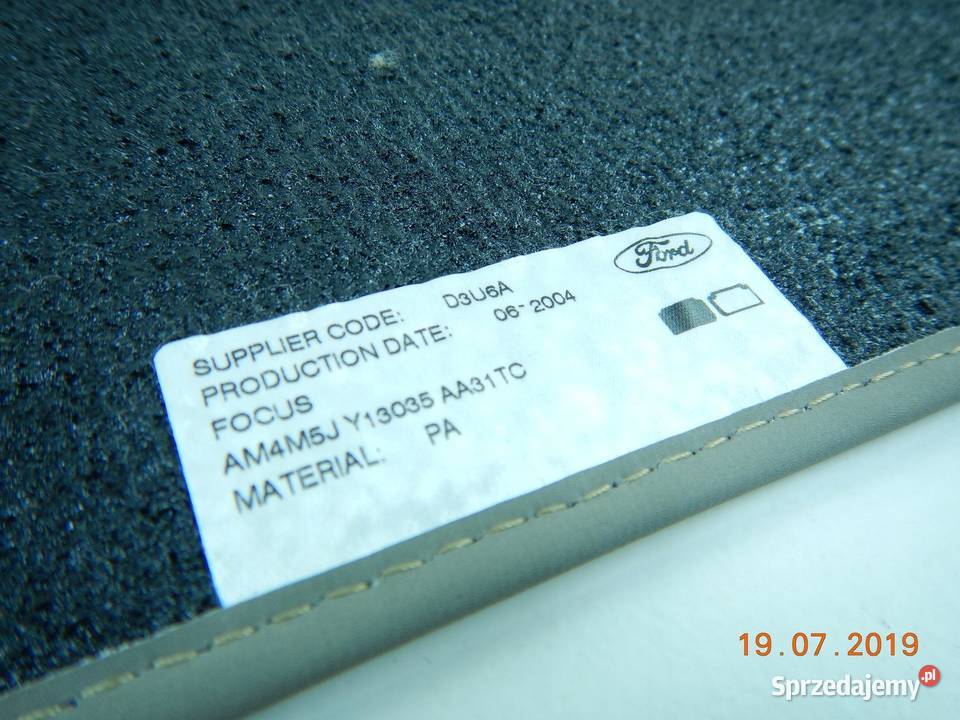 Ford
SUPPLIER CODE: D3U6A
PRODUCTION DATE: 06-2004
FOCUS
AM4M5J Y13035 AA31TC
MATERIAL: PA
19.07.2019
Sprzedajemy.pl